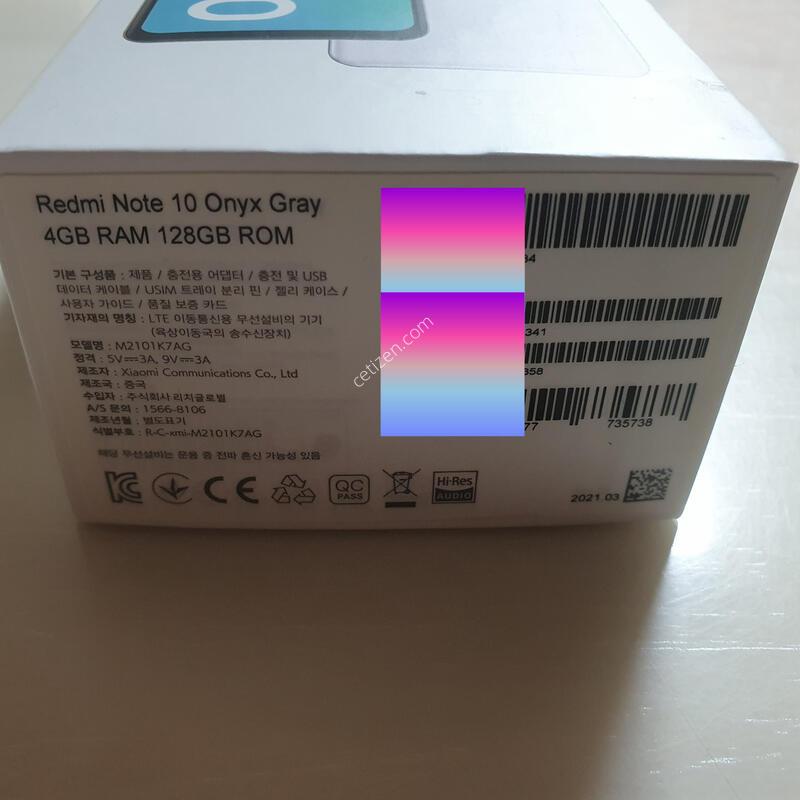 Redmi Note 10 Onyx Gray
4GB RAM 128GB ROM
기본 구성품 : 제품 / 충전용 어댑터 / 충전 및 USB
데이터 케이블 / USIM 트레이 분리 핀 / 젤리 케이스 /
사용자 가이드 / 품질 보증 카드
기자재의 명칭 : LTE 이동통신용 무선설비의 기기
(육상이동국의 송수신장치)
모델명 : M2101K7AG
정격 : 5V⎓3A, 9V⎓3A
제조자 : Xiaomi Communications Co., Ltd
제조국 : 중국
수입자 : 주식회사 리치글로벌
A/S 문의 : 1566-8106
제조년월 : 별도표기
식별부호 : R-C-xmi-M2101K7AG
해당 무선설비는 운용 중 전파 혼신 가능성 있음
84
341
358
77 735738
CE
QC
PASS
Hi-Res
AUDIO
2021.03
cetizen.com